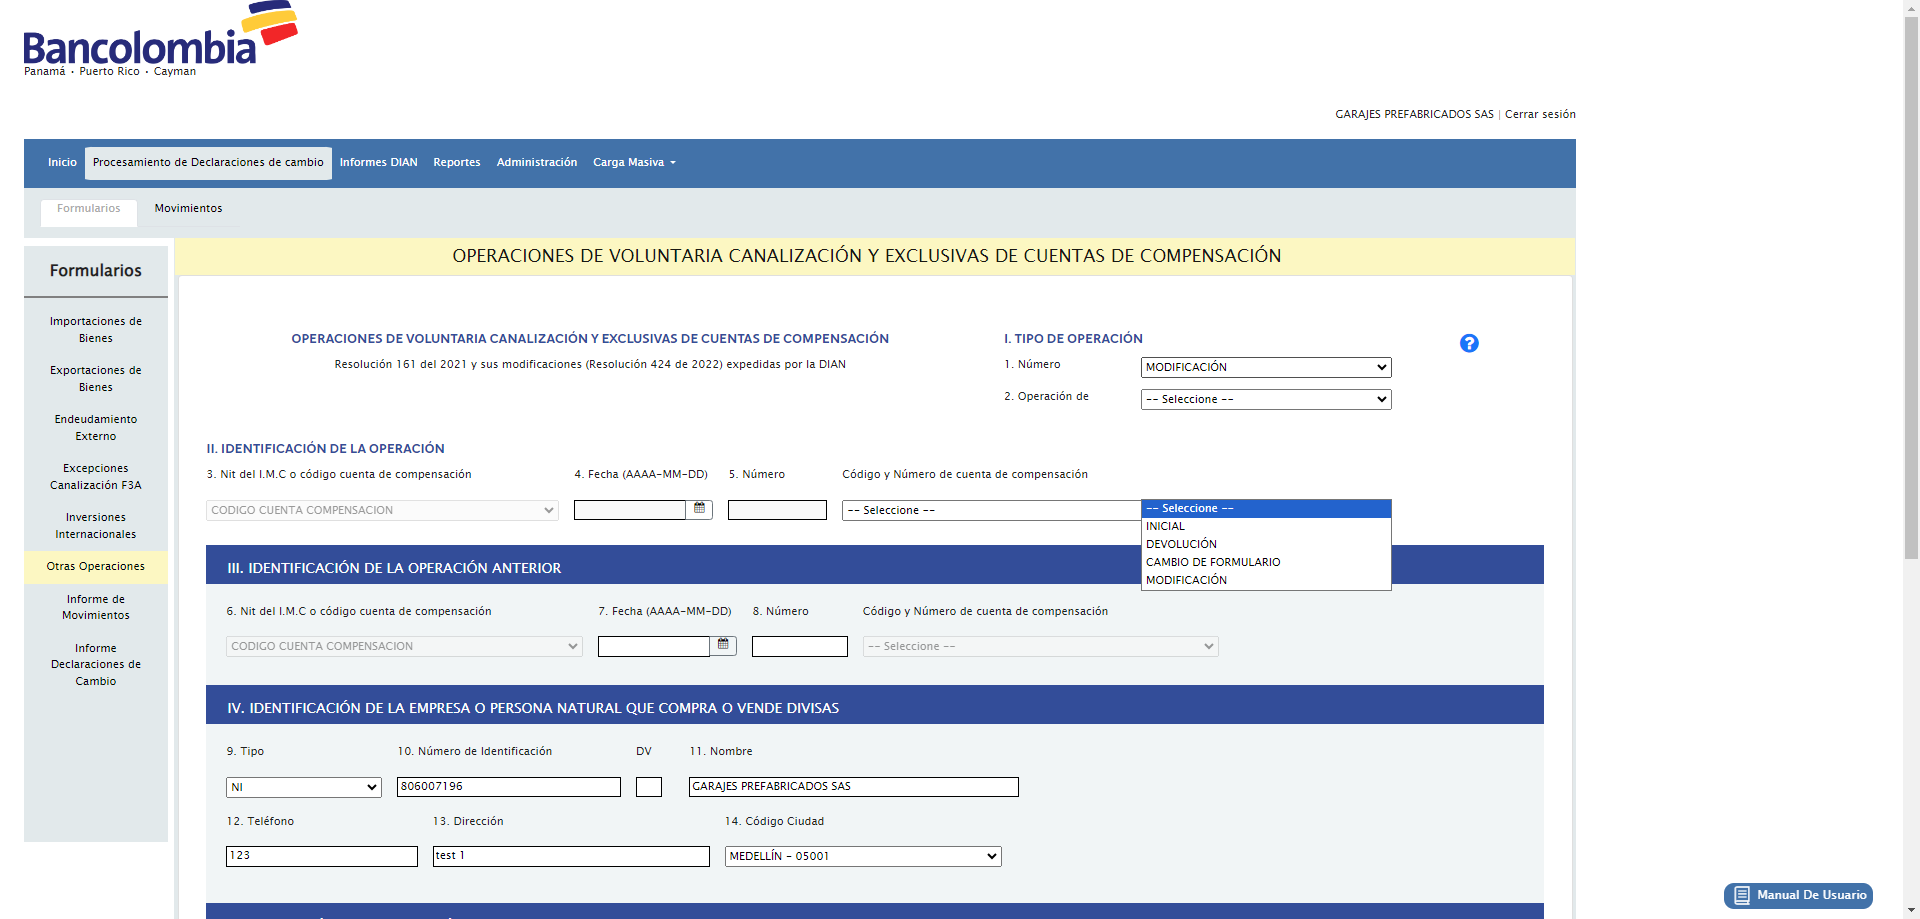 Bancolombia
Panamá · Puerto Rico · Cayman
GARAJES PREFABRICADOS SAS | Cerrar sesión
Inicio Procesamiento de Declaraciones de cambio Informes DIAN Reportes Administración Carga Masiva
Formularios Movimientos
Formularios
Importaciones de
Bienes
Exportaciones de
Bienes
Endeudamiento
Externo
Excepciones
Canalización F3A
Inversiones
Internacionales
Otras Operaciones
Informe de
Movimientos
Informe
Declaraciones de
Cambio
OPERACIONES DE VOLUNTARIA CANALIZACIÓN Y EXCLUSIVAS DE CUENTAS DE COMPENSACIÓN
OPERACIONES DE VOLUNTARIA CANALIZACIÓN Y EXCLUSIVAS DE CUENTAS DE COMPENSACIÓN
Resolución 161 del 2021 y sus modificaciones (Resolución 424 de 2022) expedidas por la DIAN
I. TIPO DE OPERACIÓN
?
1. Número MODIFICACIÓN
2. Operación de -- Seleccione --
II. IDENTIFICACIÓN DE LA OPERACIÓN
3. Nit del I.M.C o código cuenta de compensación 4. Fecha (AAAA-MM-DD) 5. Número Código y Número de cuenta de compensación
CODIGO CUENTA COMPENSACION -- Seleccione --
-- Seleccione --
INICIAL
DEVOLUCIÓN
CAMBIO DE FORMULARIO
MODIFICACIÓN
III. IDENTIFICACIÓN DE LA OPERACIÓN ANTERIOR
6. Nit del I.M.C o código cuenta de compensación 7. Fecha (AAAA-MM-DD) 8. Número Código y Número de cuenta de compensación
CODIGO CUENTA COMPENSACION -- Seleccione --
IV. IDENTIFICACIÓN DE LA EMPRESA O PERSONA NATURAL QUE COMPRA O VENDE DIVISAS
9. Tipo 10. Número de Identificación DV 11. Nombre
NI 806007196 GARAJES PREFABRICADOS SAS
12. Teléfono 13. Dirección 14. Código Ciudad
123 test 1 MEDELLÍN - 05001
Manual De Usuario